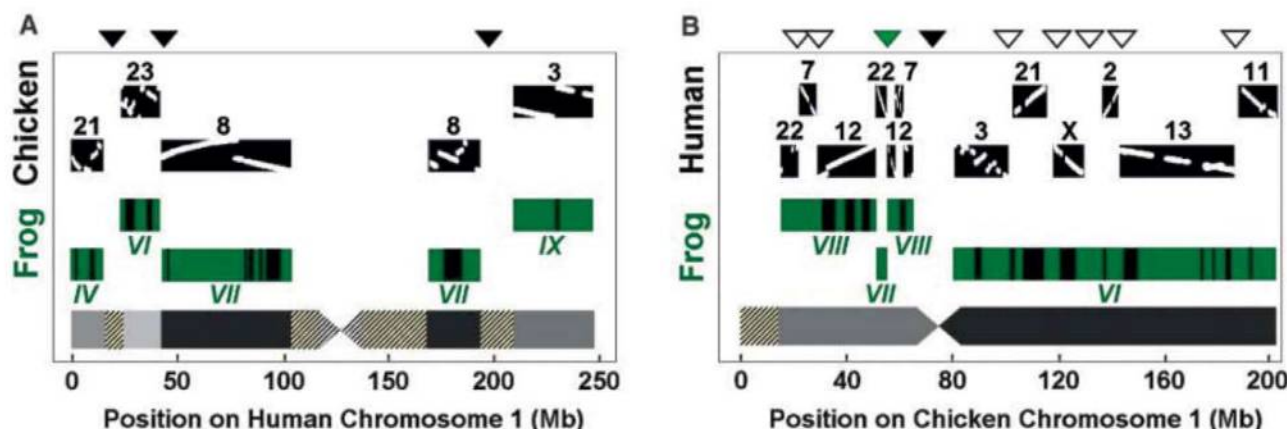 A
Chicken
23
3
21
8
8
Frog
VI
IX
IV
VII
VII
0 50 100 150 200 250
Position on Human Chromosome 1 (Mb)
B
Human
7 22 7 21 2 11
22 12 12 3 X 13
Frog
VIII VIII
VII VI
0 40 80 120 160 200
Position on Chicken Chromosome 1 (Mb)